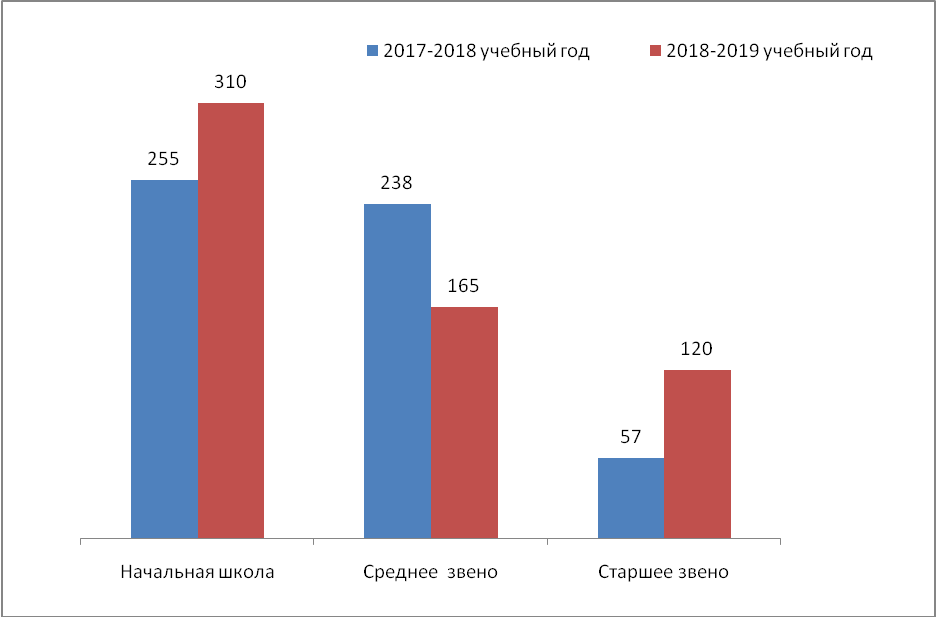 2017-2018 учебный год
2018-2019 учебный год
310
255
238
165
120
57
Начальная школа
Среднее  звено
Старшее звено